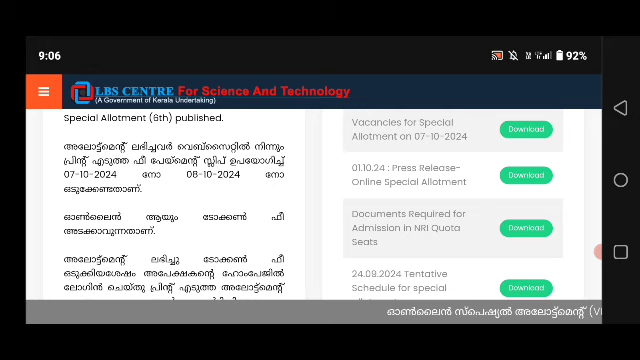 9:06
92%
LBS CENTRE For Science And Technology
(A Government of Kerala Undertaking)
Special Allotment (6th) published.
അലോട്ട്മെന്റ് ലഭിച്ചവർ വെബ്സൈറ്റിൽ നിന്നും
പ്രിന്റ് എടുത്ത ഫീ പേയ്മെന്റ് സ്ലിപ് ഉപയോഗിച്ച്
07-10-2024 നോ 08-10-2024 നോ
ഒടുക്കേണ്ടതാണ്.
ഓൺലൈൻ ആയും ടോക്കൺ ഫീ
അടക്കാവുന്നതാണ്.
അലോട്ട്മെന്റ് ലഭിച്ചു ടോക്കൺ ഫീ
ഒടുക്കിയശേഷം അപേക്ഷകന്റെ ഹോംപേജിൽ
ലോഗിൻ ചെയ്തു പ്രിന്റ് എടുത്ത അലോട്ട്മെന്റ്
Vacancies for Special
Allotment on 07-10-2024
Download
01.10.24 : Press Release-
Online Special Allotment
Download
Documents Required for
Admission in NRI Quota
Seats
Download
24.09.2024 Tentative
Schedule for special
Download
ഓൺലൈൻ സ്പെഷ്യൽ അലോട്ട്മെന്റ് (VI